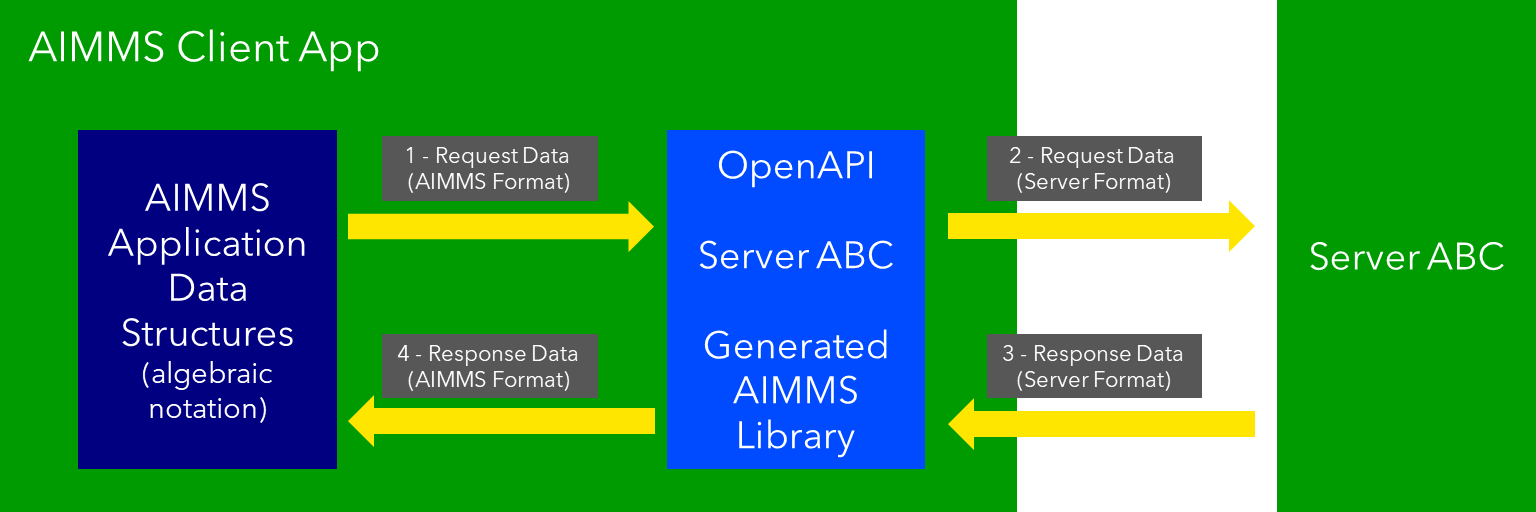 AIMMS Client App
AIMMS
Application
Data
Structures
(algebraic
notation)
1 - Request Data
(AIMMS Format)
4 - Response Data
(AIMMS Format)
OpenAPI
Server ABC
Generated
AIMMS
Library
2 - Request Data
(Server Format)
3 - Response Data
(Server Format)
Server ABC